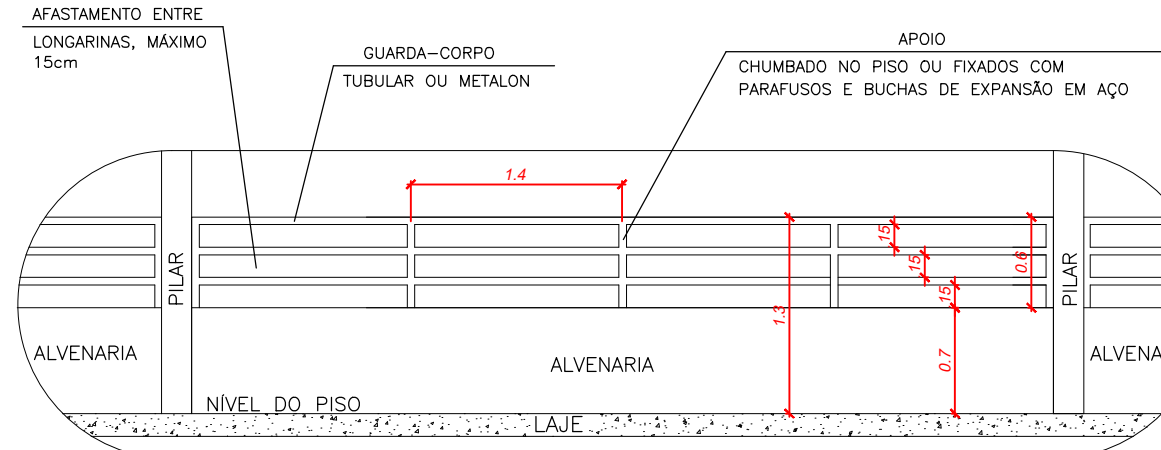 AFASTAMENTO ENTRE
LONGARINAS, MÁXIMO
15cm
GUARDA-CORPO
TUBULAR OU METALON
APOIO
CHUMBADO NO PISO OU FIXADOS COM
PARAFUSOS E BUCHAS DE EXPANSÃO EM AÇO
1.4
15
15
15
0.6
1.3
0.7
PILAR
PILAR
ALVENARIA
ALVENARIA
ALVENA
NÍVEL DO PISO
LAJE